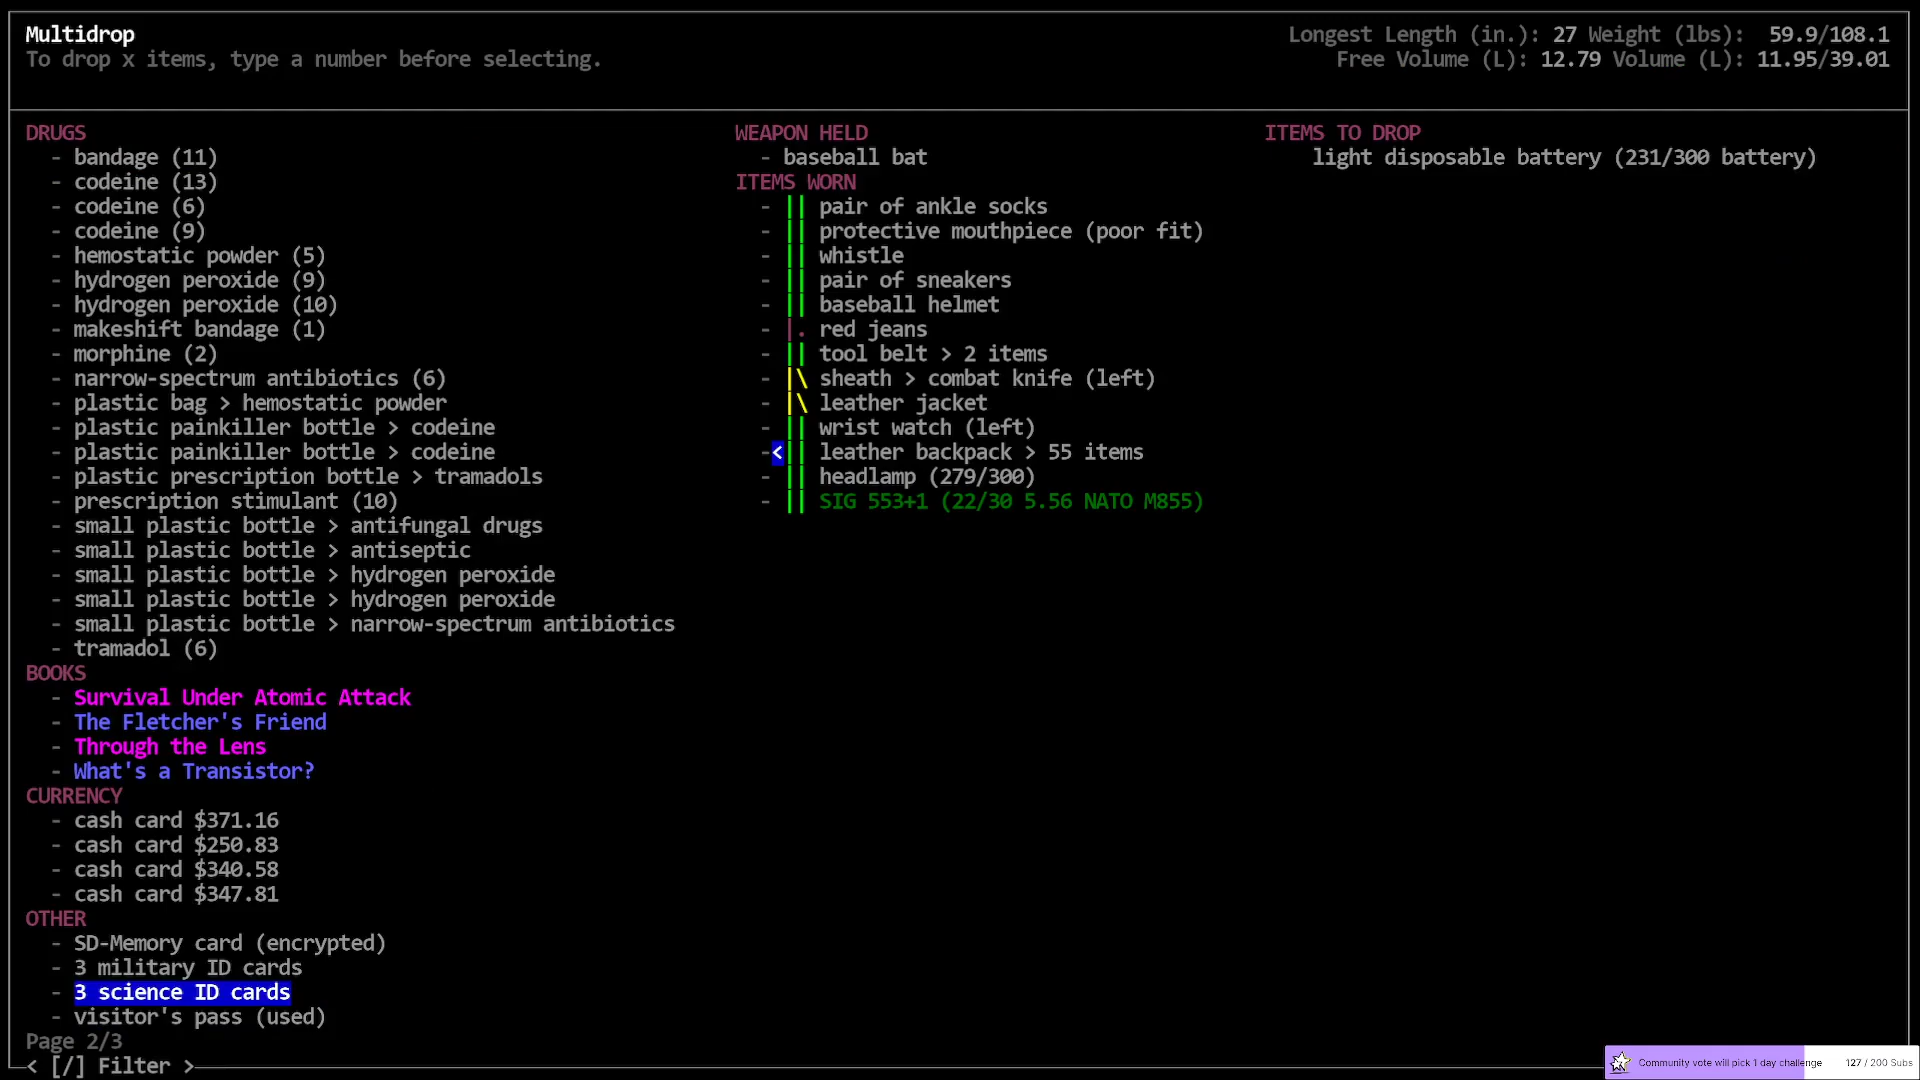 Multidrop
To drop x items, type a number before selecting.
Longest Length (in.): 27 Weight (lbs): 59.9/108.1
Free Volume (L): 12.79 Volume (L): 11.95/39.01
DRUGS
- bandage (11)
- codeine (13)
- codeine (6)
- codeine (9)
- hemostatic powder (5)
- hydrogen peroxide (9)
- hydrogen peroxide (10)
- makeshift bandage (1)
- morphine (2)
- narrow-spectrum antibiotics (6)
- plastic bag > hemostatic powder
- plastic painkiller bottle > codeine
- plastic painkiller bottle > codeine
- plastic prescription bottle > tramadols
- prescription stimulant (10)
- small plastic bottle > antifungal drugs
- small plastic bottle > antiseptic
- small plastic bottle > hydrogen peroxide
- small plastic bottle > hydrogen peroxide
- small plastic bottle > narrow-spectrum antibiotics
- tramadol (6)
BOOKS
- Survival Under Atomic Attack
- The Fletcher's Friend
- Through the Lens
- What's a Transistor?
CURRENCY
- cash card $371.16
- cash card $250.83
- cash card $340.58
- cash card $347.81
OTHER
- SD-Memory card (encrypted)
- 3 military ID cards
- 3 science ID cards
- visitor's pass (used)
Page 2/3
< [/] Filter >
WEAPON HELD
- baseball bat
ITEMS WORN
- || pair of ankle socks
- || protective mouthpiece (poor fit)
- || whistle
- || pair of sneakers
- || baseball helmet
- |. red jeans
- || tool belt > 2 items
- |\ sheath > combat knife (left)
- |\ leather jacket
- || wrist watch (left)
-<|| leather backpack > 55 items
- || headlamp (279/300)
- || SIG 553+1 (22/30 5.56 NATO M855)
ITEMS TO DROP
light disposable battery (231/300 battery)
Community vote will pick 1 day challenge 127 / 200 Subs